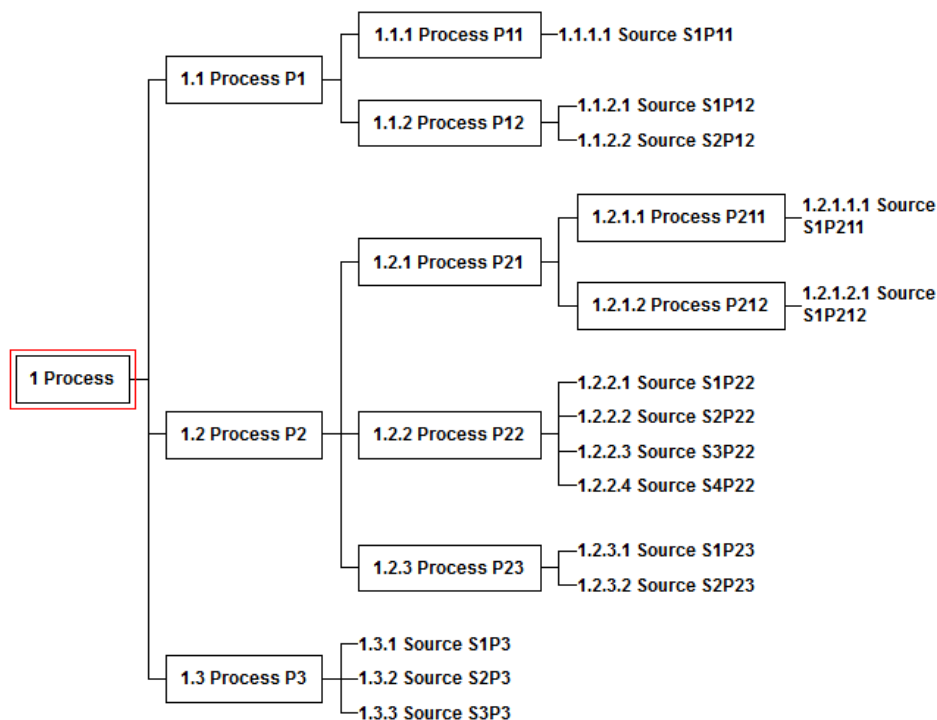 1.1.1 Process P11
1.1.1.1 Source S1P11
1.1 Process P1
1.1.2.1 Source S1P12
1.1.2 Process P12
1.1.2.2 Source S2P12
1.2.1.1 Process P211
1.2.1.1.1 Source
S1P211
1.2.1 Process P21
1.2.1.2 Process P212
1.2.1.2.1 Source
S1P212
1 Process
1.2.2.1 Source S1P22
1.2.2.2 Source S2P22
1.2 Process P2
1.2.2 Process P22
1.2.2.3 Source S3P22
1.2.2.4 Source S4P22
1.2.3.1 Source S1P23
1.2.3 Process P23
1.2.3.2 Source S2P23
1.3.1 Source S1P3
1.3 Process P3
1.3.2 Source S2P3
1.3.3 Source S3P3